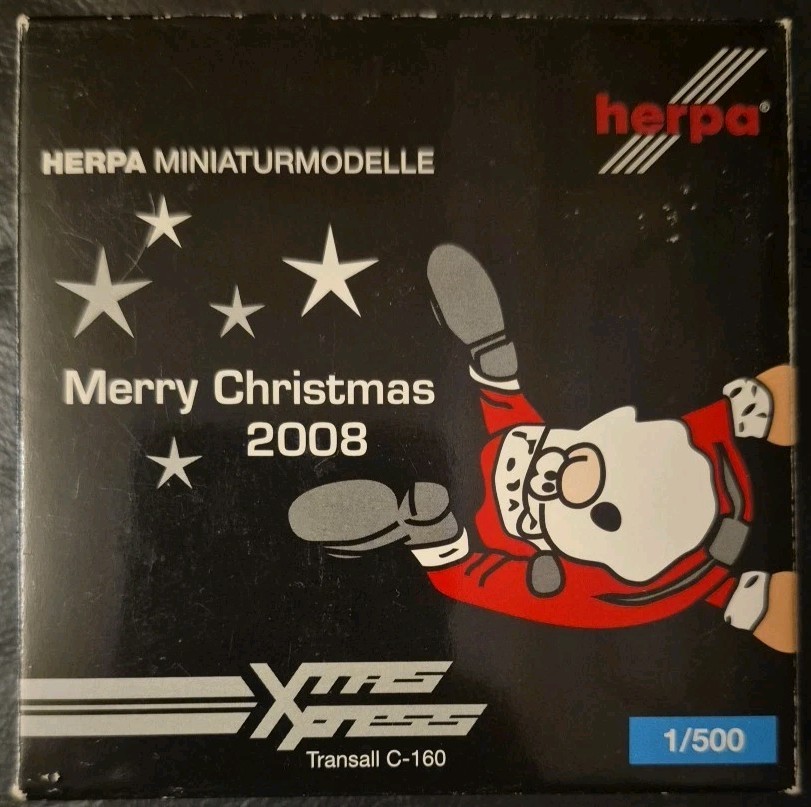 herpa®
HERPA MINIATURMODELLE
Merry Christmas
2008
Xmas
Xpress
Transall C-160
1/500